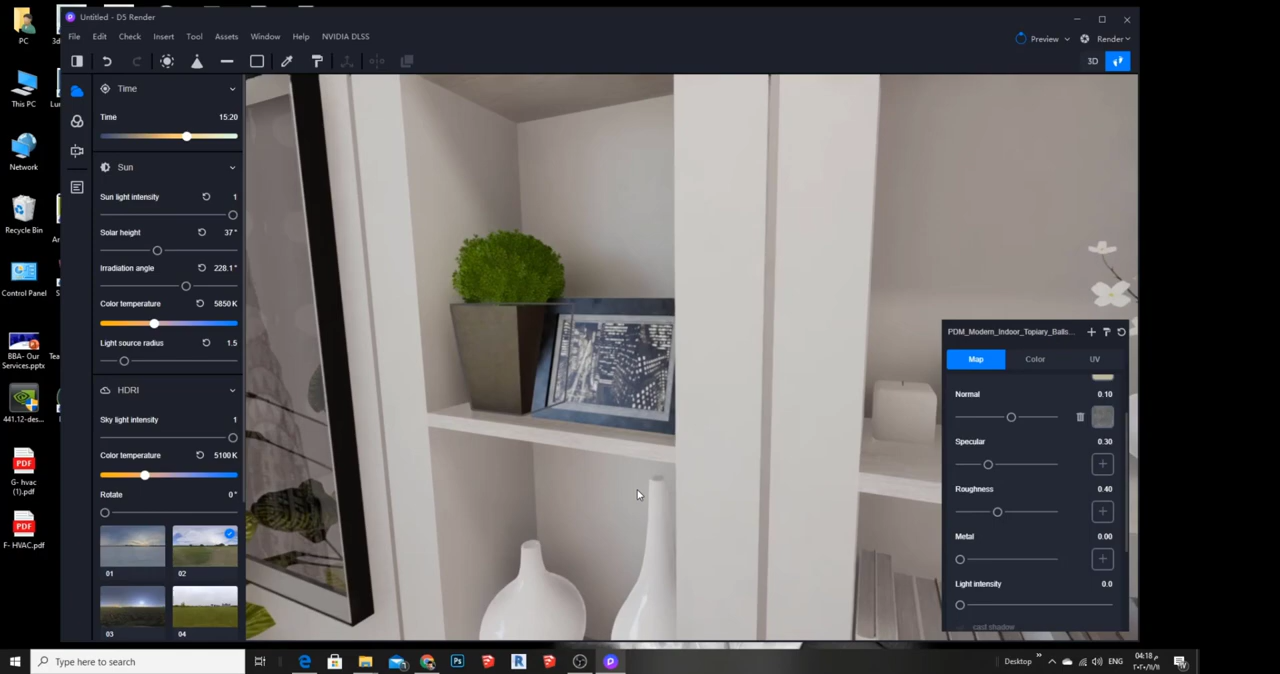 Untitled - D5 Render
File Edit Check Insert Tool Assets Window Help NVIDIA DLSS
Preview Render
3D
PC
This PC
Network
Recycle Bin
Control Panel
BBA- Our
Services.pptx
441.12-des...
G- hvac
(1).pdf
F- HVAC.pdf
PDF
PDF
Time
Time 15:20
Sun
Sun light intensity 1
Solar height 37°
Irradiation angle 228.1°
Color temperature 5850 K
Light source radius 1.5
HDRI
Sky light intensity 1
Color temperature 5100 K
Rotate 0°
01 02
03 04
PDM_Modern_Indoor_Topiary_Balls...
Map Color UV
Normal 0.10
Specular 0.30
Roughness 0.40
Metal 0.00
Light intensity 0.0
cast shadow
Type here to search
Desktop
ENG
04:18 م